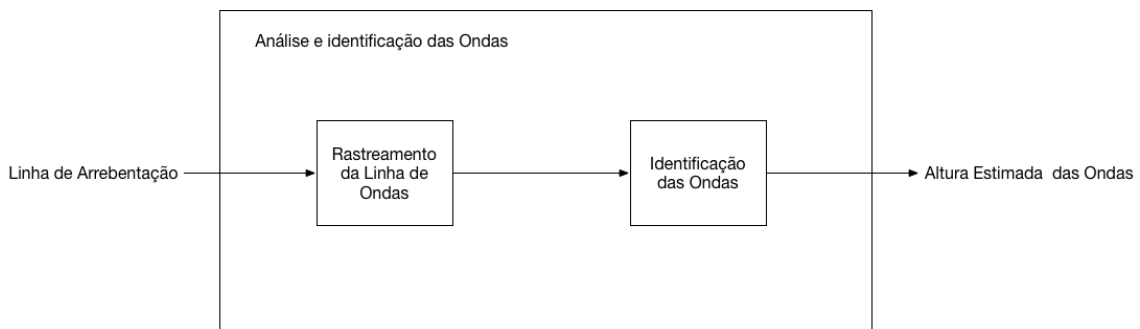 Análise e identificação das Ondas
Linha de Arrebentação
Rastreamento
da Linha de
Ondas
Identificação
das Ondas
Altura Estimada das Ondas